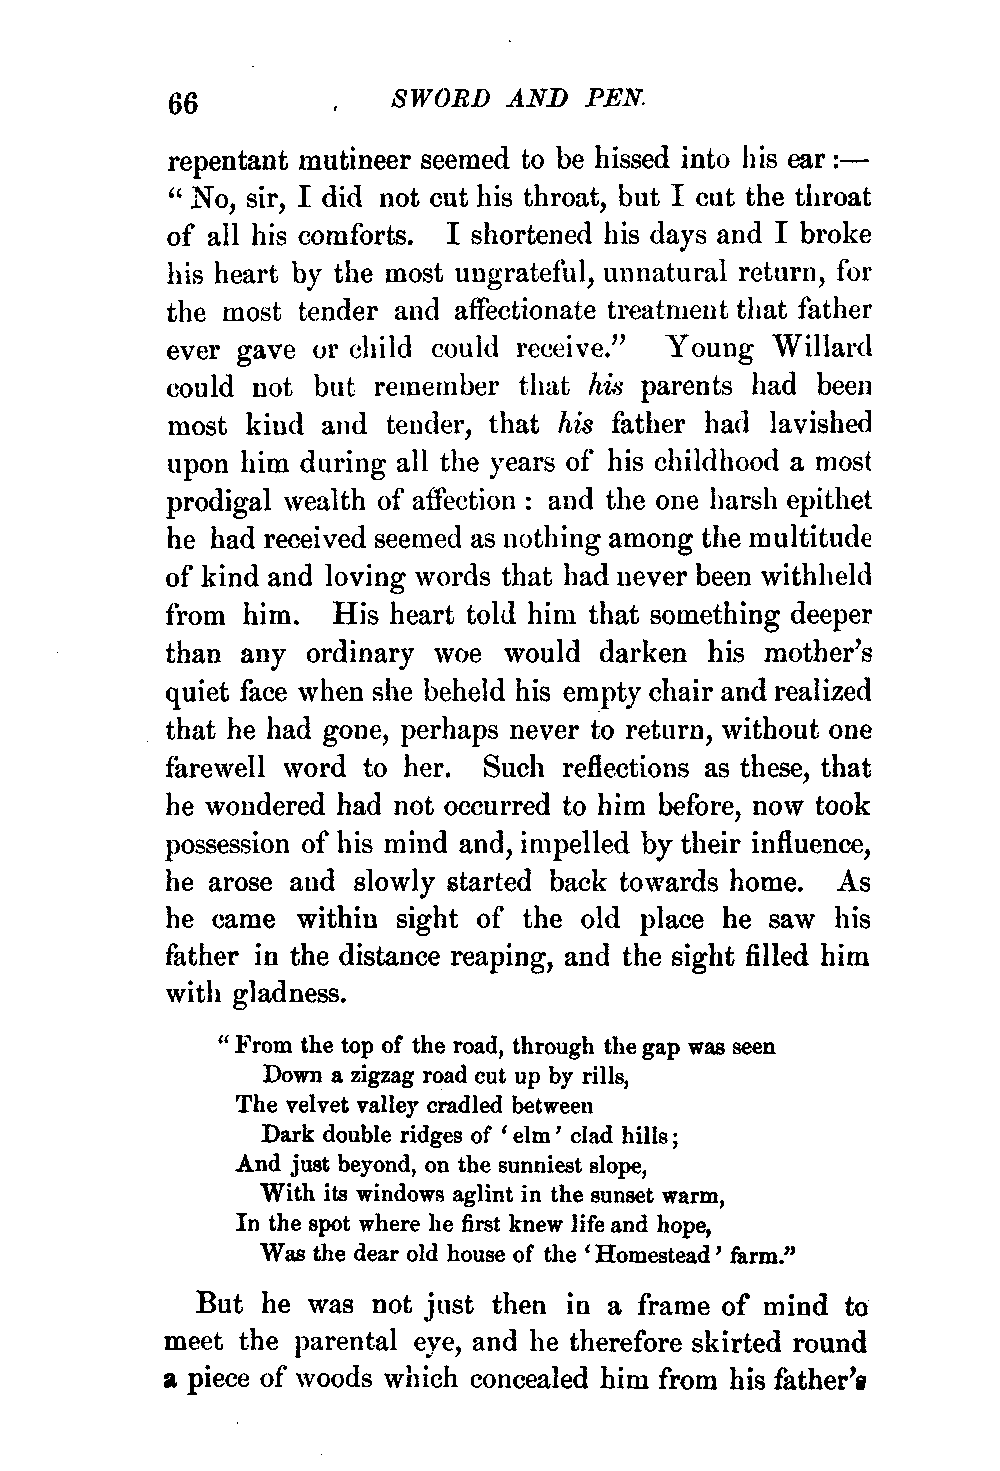 66 SWORD AND PEN.
repentant mutineer seemed to be hissed into his ear :—
“ No, sir, I did not cut his throat, but I cut the throat
of all his comforts. I shortened his days and I broke
his heart by the most ungrateful, unnatural return, for
the most tender and affectionate treatment that father
ever gave or child could receive.” Young Willard
could not but remember that his parents had been
most kind and tender, that his father had lavished
upon him during all the years of his childhood a most
prodigal wealth of affection : and the one harsh epithet
he had received seemed as nothing among the multitude
of kind and loving words that had never been withheld
from him. His heart told him that something deeper
than any ordinary woe would darken his mother’s
quiet face when she beheld his empty chair and realized
that he had gone, perhaps never to return, without one
farewell word to her. Such reflections as these, that
he wondered had not occurred to him before, now took
possession of his mind and, impelled by their influence,
he arose and slowly started back towards home. As
he came within sight of the old place he saw his
father in the distance reaping, and the sight filled him
with gladness.
“ From the top of the road, through the gap was seen
Down a zigzag road cut up by rills,
The velvet valley cradled between
Dark double ridges of ‘ elm ’ clad hills ;
And just beyond, on the sunniest slope,
With its windows aglint in the sunset warm,
In the spot where he first knew life and hope,
Was the dear old house of the ‘ Homestead ’ farm.”
But he was not just then in a frame of mind to
meet the parental eye, and he therefore skirted round
a piece of woods which concealed him from his father’s